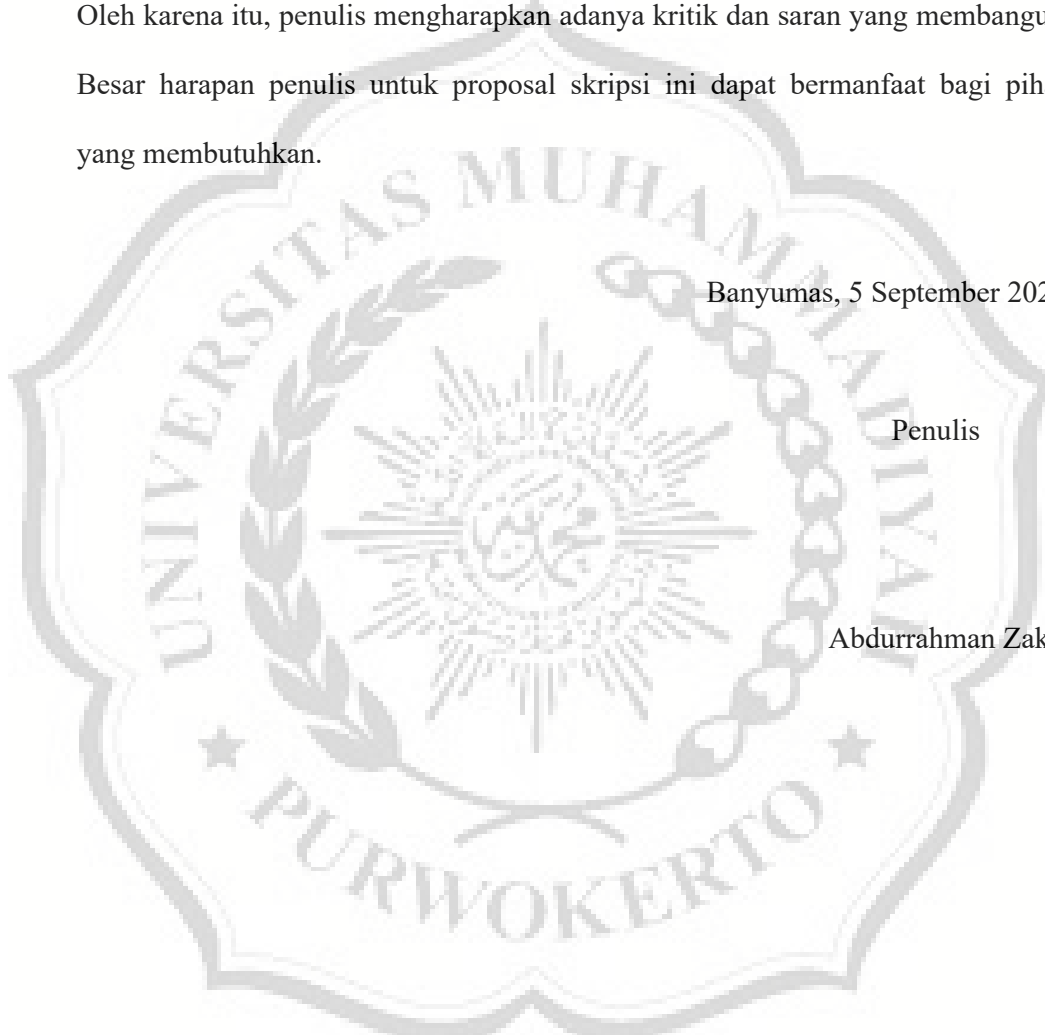 Oleh karena itu, penulis mengharapkan adanya kritik dan saran yang membangu
Besar harapan penulis untuk proposal skripsi ini dapat bermanfaat bagi pih
yang membutuhkan.
UNIVERSITAS MUHAMMADIYAH
Banyumas, 5 September 202
Penulis
Abdurrahman Zak
★ PURWOKERTO ★